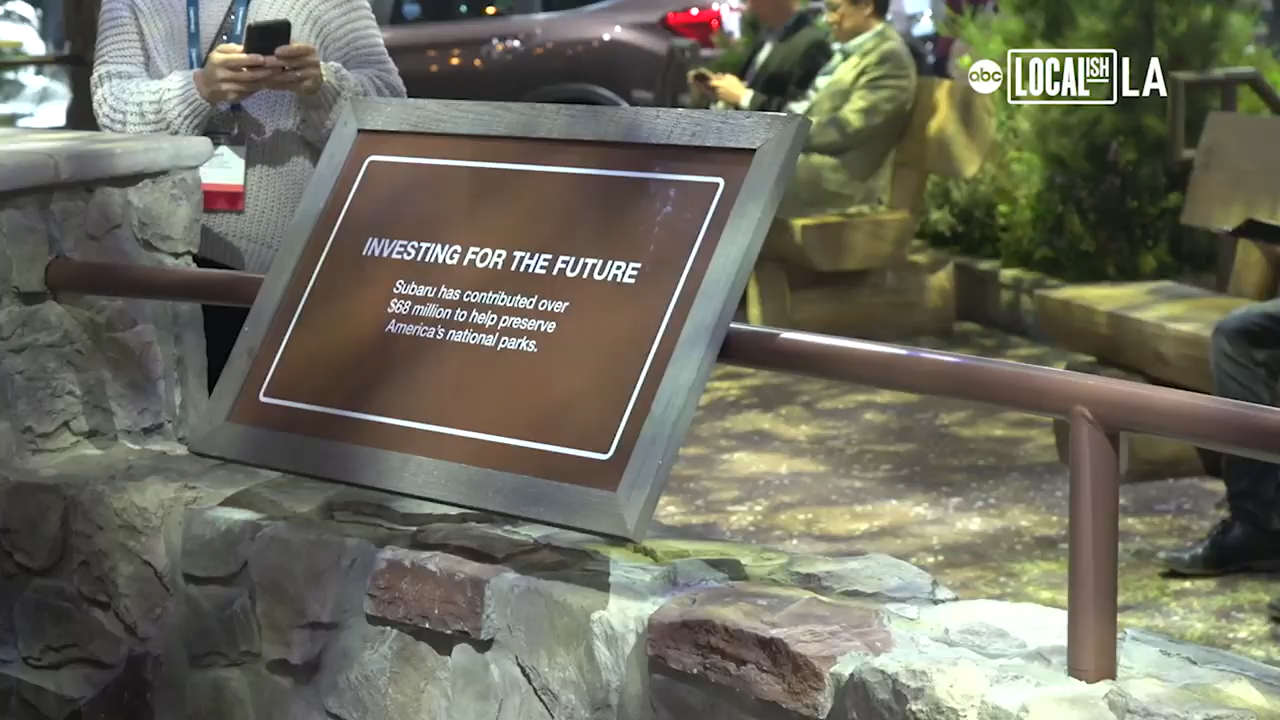 abc LOCALISH LA
INVESTING FOR THE FUTURE
Subaru has contributed over
$68 million to help preserve
America's national parks.